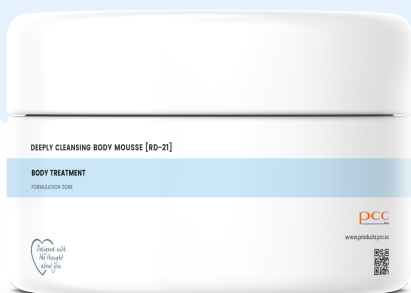 DEEPLY CLEANSING BODY MOUSSE [RD-21]
BODY TREATMENT
FORMULATION ZONE
pcc
www.products.pcc.eu
Designed with
the thought
about you